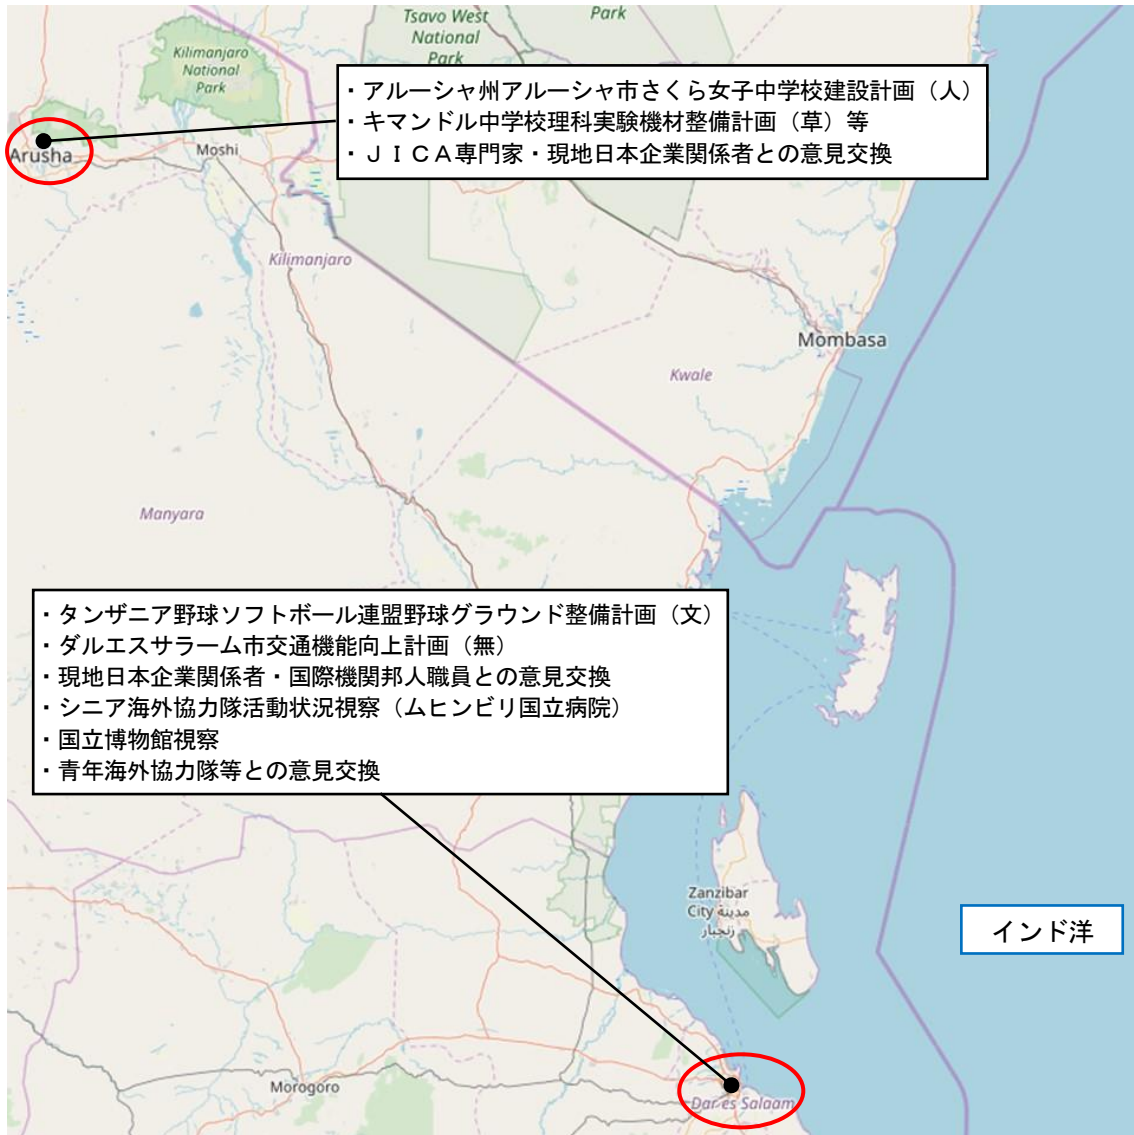 Tsavo West
National
Park
Park
Kilimanjaro
National
Park
・アルーシャ州アルーシャ市さくら女子中学校建設計画（人）
・キマンドル中学校理科実験機材整備計画（草）等
・ＪＩＣＡ専門家・現地日本企業関係者との意見交換
Arusha
Moshi
Kilimanjaro
Mombasa
Kwale
Manyara
・タンザニア野球ソフトボール連盟野球グラウンド整備計画（文）
・ダルエスサラーム市交通機能向上計画（無）
・現地日本企業関係者・国際機関邦人職員との意見交換
・シニア海外協力隊活動状況視察（ムヒンビリ国立病院）
・国立博物館視察
・青年海外協力隊等との意見交換
Zanzibar
City مدينة
زنجبار
インド洋
Morogoro
Dar es Salaam